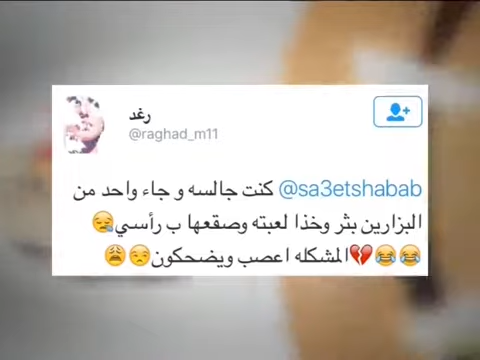 رغد
@raghad_m11
@sa3etshabab كنت جالسه و جاء واحد من
البزارين بثر وخذا لعبته وصقعها ب رأسي😪
😂😂💔المشكله اعصب ويضحكون😒😩